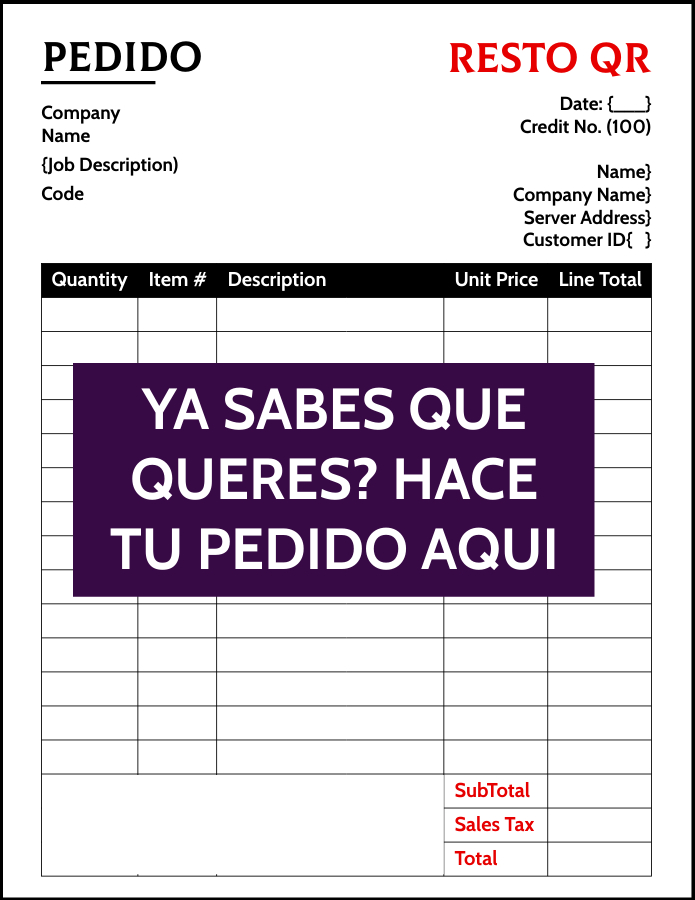 PEDIDO
RESTO QR
Company
Name
{Job Description)
Code
Date: {___}
Credit No. (100)
Name}
Company Name}
Server Address}
Customer ID{ }
Quantity Item # Description Unit Price Line Total
YA SABES QUE
QUERES? HACE
TU PEDIDO AQUI
SubTotal
Sales Tax
Total